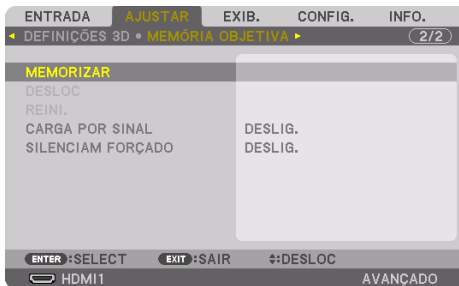 ENTRADA AJUSTAR EXIB. CONFIG. INFO.
DEFINIÇÕES 3D • MEMÓRIA OBJETIVA 2/2
MEMORIZAR
DESLOC
REINI.
CARGA POR SINAL DESLIG.
SILENCIAM FORÇADO DESLIG.
ENTER :SELECT EXIT :SAIR :DESLOC
HDMI1 AVANÇADO